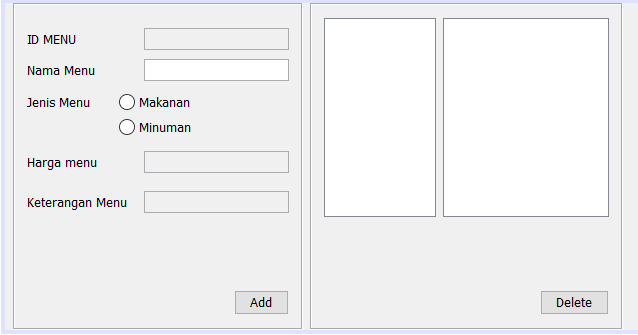 ID MENU
Nama Menu
Jenis Menu
Makanan
Minuman
Harga menu
Keterangan Menu
Add
Delete